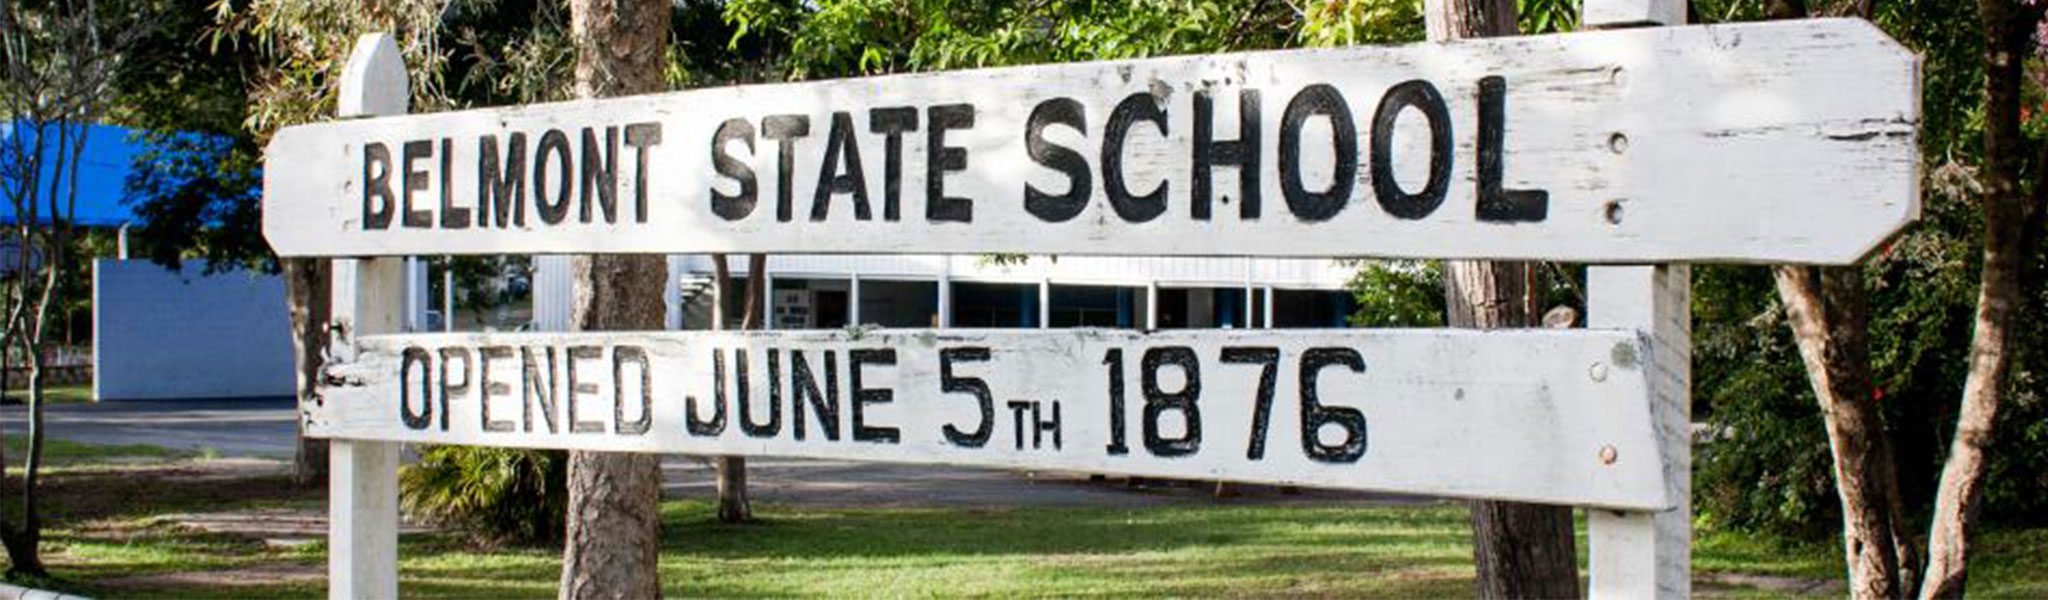 BELMONT STATE SCHOOL
OPENED JUNE 5TH 1876